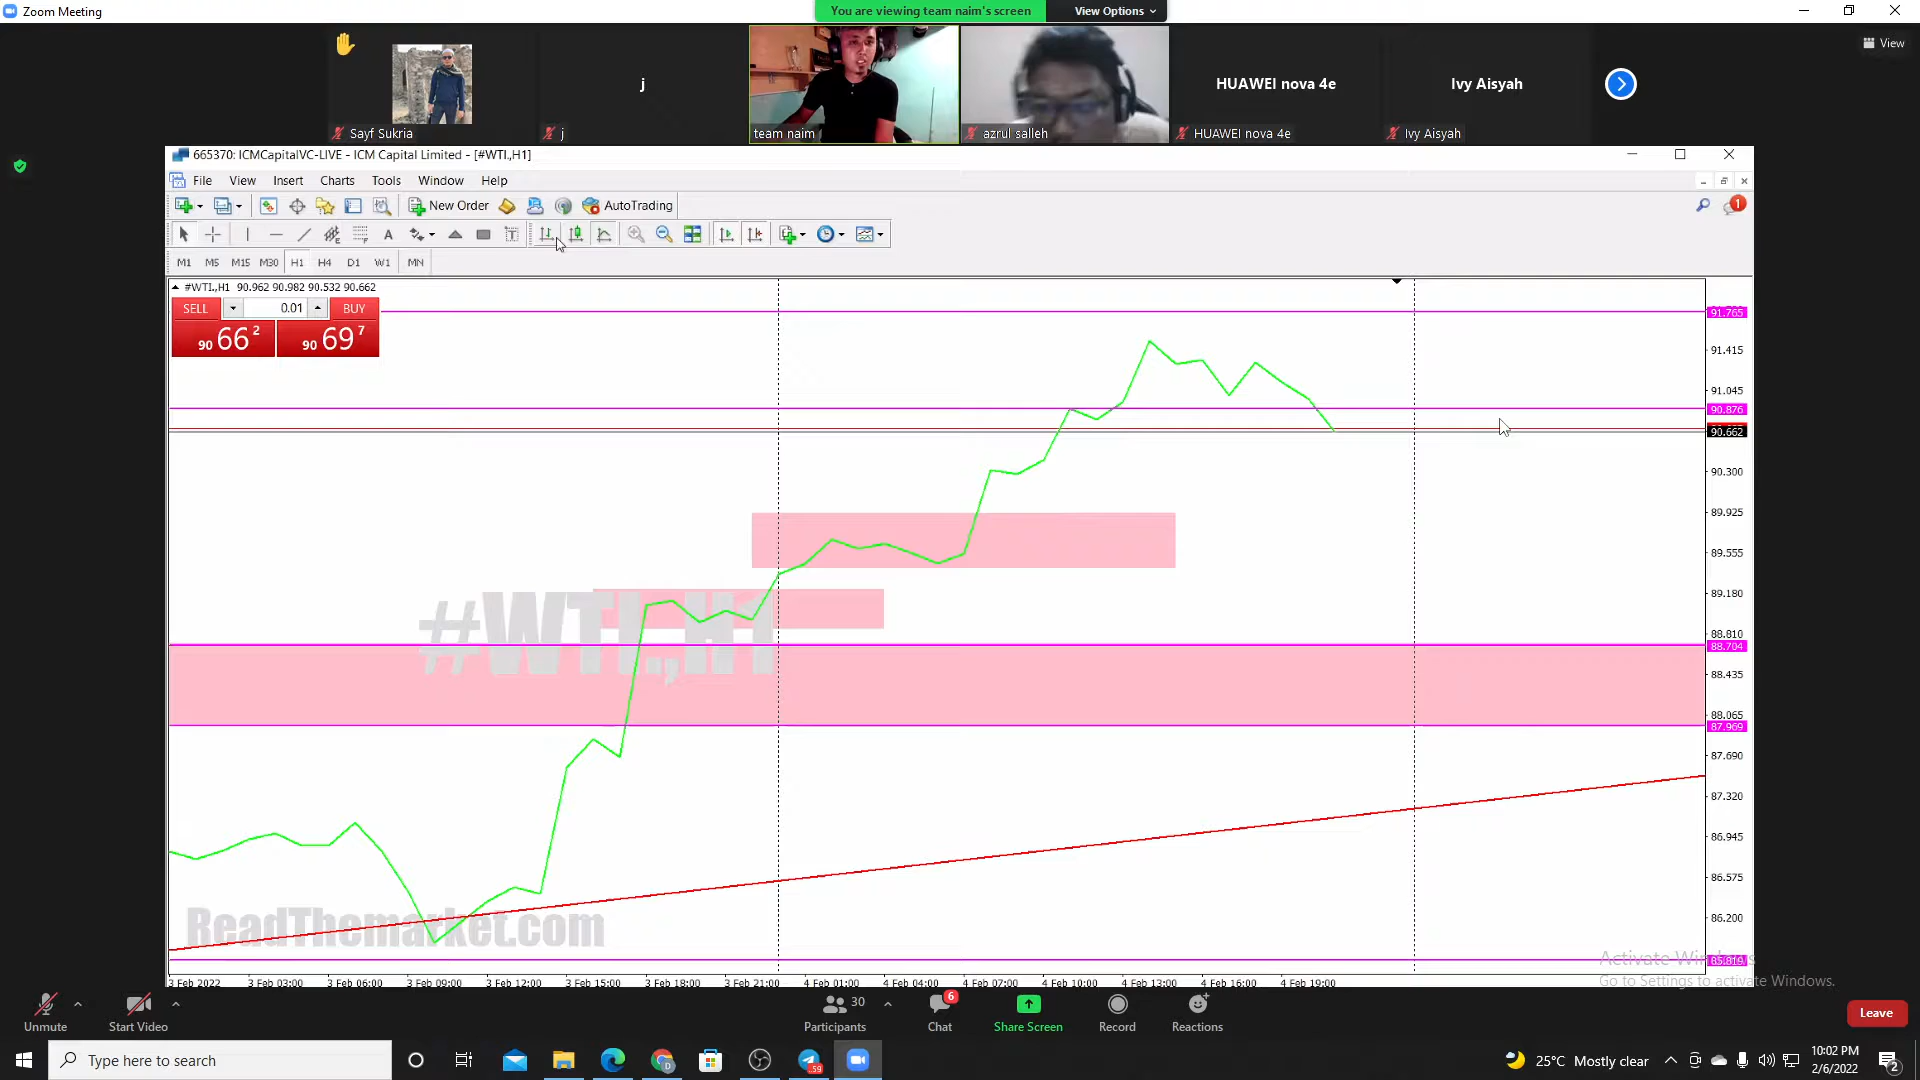 Zoom Meeting
You are viewing team naim's screen
View Options
View
j
HUAWEI nova 4e
Ivy Aisyah
Sayf Sukria
j
team naim
azrul salleh
HUAWEI nova 4e
Ivy Aisyah
665370: ICMCapitalVC-LIVE - ICM Capital Limited - [#WTI.,H1]
File View Insert Charts Tools Window Help
New Order AutoTrading
1
A T
M1 M5 M15 M30 H1 H4 D1 W1 MN
#WTI.,H1 90.962 90.982 90.532 90.662
SELL 0.01 BUY
90 66 2 90 69 7
91.765
91.415
91.045
90.876
90.662
90.300
89.925
89.555
89.180
88.810
88.704
88.435
88.065
87.969
87.690
87.320
86.945
86.575
86.200
85.819
#WTI.,H1
ReadThemarket.com
Activate Windows
Go to Settings to activate Windows.
3 Feb 2022 3 Feb 03:00 3 Feb 06:00 3 Feb 09:00 3 Feb 12:00 3 Feb 15:00 3 Feb 18:00 3 Feb 21:00 4 Feb 01:00 4 Feb 04:00 4 Feb 07:00 4 Feb 10:00 4 Feb 13:00 4 Feb 16:00 4 Feb 19:00
30
6
Unmute Start Video Participants Chat Share Screen Record Reactions Leave
Type here to search
D
59
25°C Mostly clear
10:02 PM
2/6/2022
2